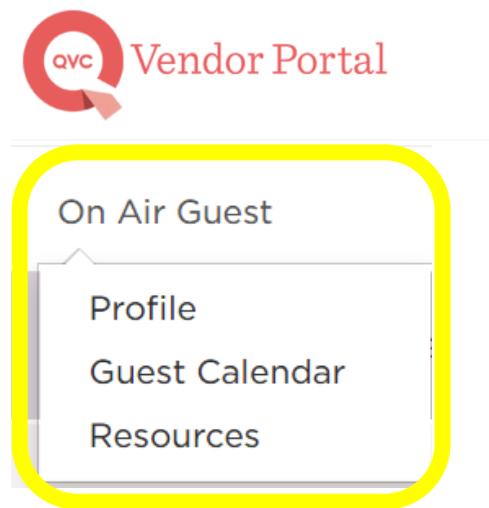 QVC Vendor Portal
On Air Guest
Profile
Guest Calendar
Resources